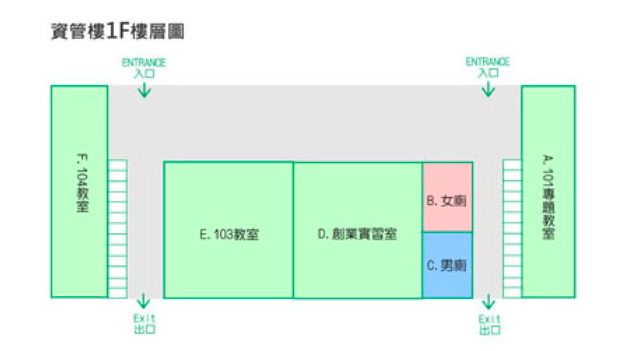 資管樓1F樓層圖
ENTRANCE
入口
ENTRANCE
入口
F. 104教室
E. 103教室
D. 創業實習室
B. 女廁
C. 男廁
A. 101專題教室
Exit
出口
Exit
出口